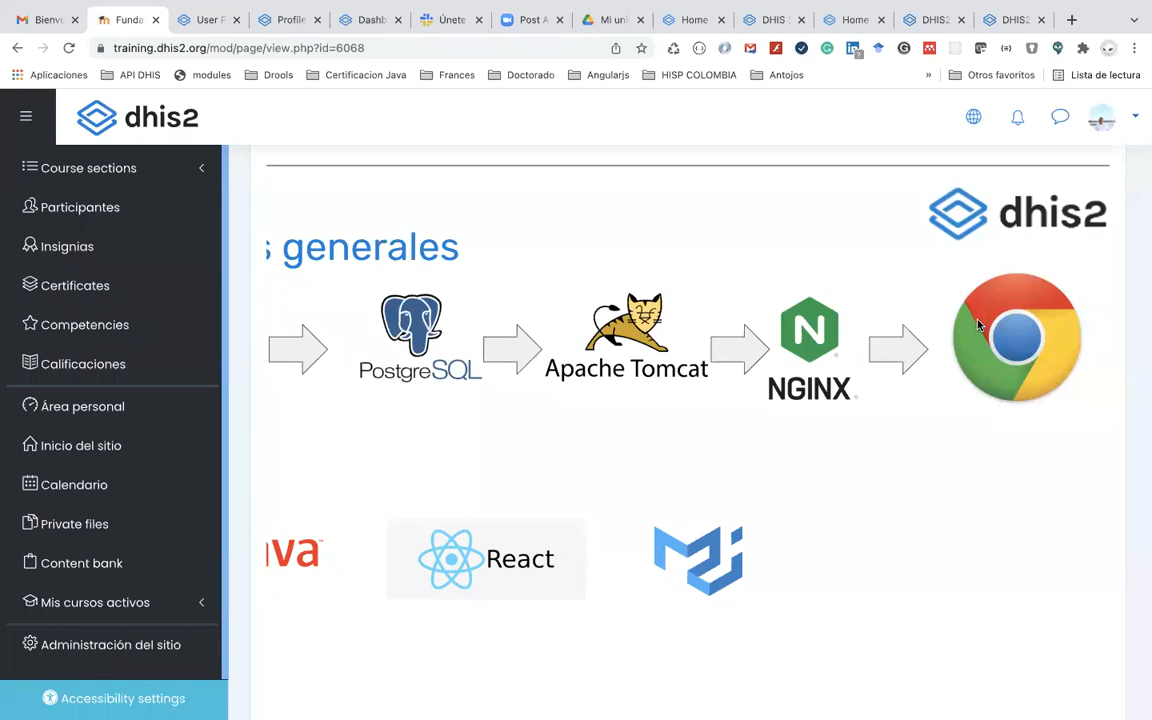 Bienv
Funda
User F
Profile
Dashb
Únete
Post A
Mi uni
Home
DHIS
Home
DHIS2
DHIS2
training.dhis2.org/mod/page/view.php?id=6068
Aplicaciones
API DHIS
modules
Drools
Certificacion Java
Frances
Doctorado
Angularjs
HISP COLOMBIA
Antojos
»
Otros favoritos
Lista de lectura
dhis2
Course sections
Participantes
Insignias
Certificates
Competencies
Calificaciones
Área personal
Inicio del sitio
Calendario
Private files
Content bank
Mis cursos activos
Administración del sitio
Accessibility settings
dhis2
s generales
PostgreSQL
Apache Tomcat
N
NGINX
ava
React